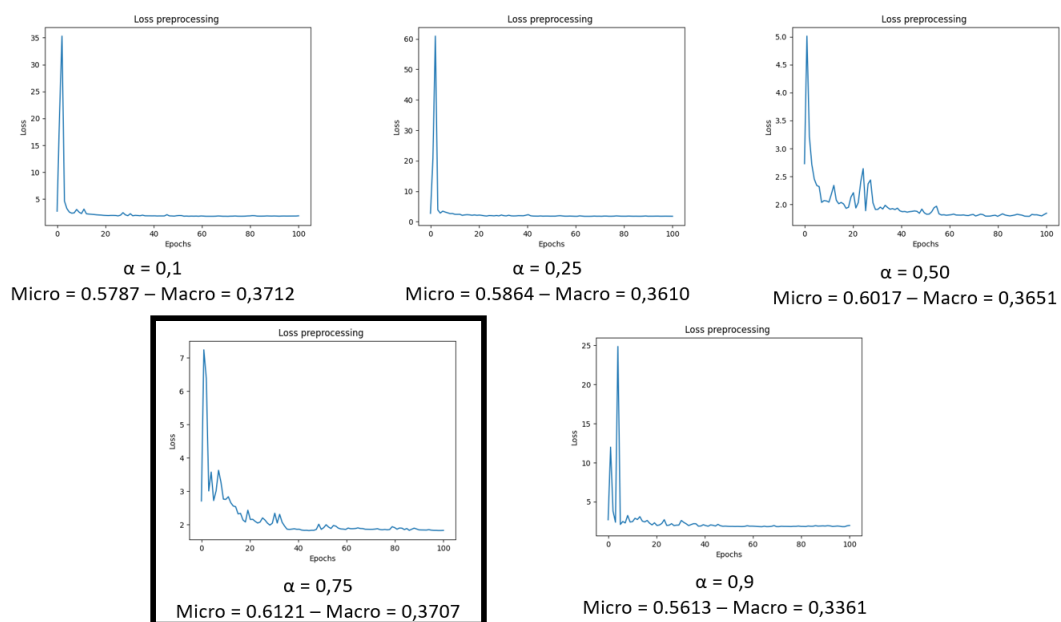 Loss preprocessing
35
30
25
20
15
10
5
0 20 40 60 80 100
Loss
Epochs
α = 0,1
Micro = 0.5787 – Macro = 0,3712
Loss preprocessing
60
50
40
30
20
10
0
0 20 40 60 80 100
Loss
Epochs
α = 0,25
Micro = 0.5864 – Macro = 0,3610
Loss preprocessing
5.0
4.5
4.0
3.5
3.0
2.5
2.0
0 20 40 60 80 100
Loss
Epochs
α = 0,50
Micro = 0.6017 – Macro = 0,3651
Loss preprocessing
7
6
5
4
3
2
0 20 40 60 80 100
Loss
Epochs
α = 0,75
Micro = 0.6121 – Macro = 0,3707
Loss preprocessing
25
20
15
10
5
0 20 40 60 80 100
Loss
Epochs
α = 0,9
Micro = 0.5613 – Macro = 0,3361